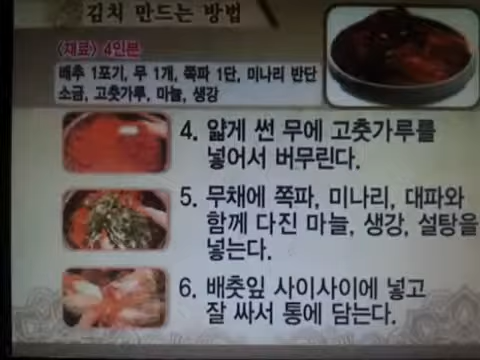 김치 만드는 방법
<재료> 4인분
배추 1포기, 무 1개, 쪽파 1단, 미나리 반단
소금, 고춧가루, 마늘, 생강
4. 얇게 썬 무에 고춧가루를
넣어서 버무린다.
5. 무채에 쪽파, 미나리, 대파와
함께 다진 마늘, 생강, 설탕을
넣는다.
6. 배춧잎 사이사이에 넣고
잘 싸서 통에 담는다.